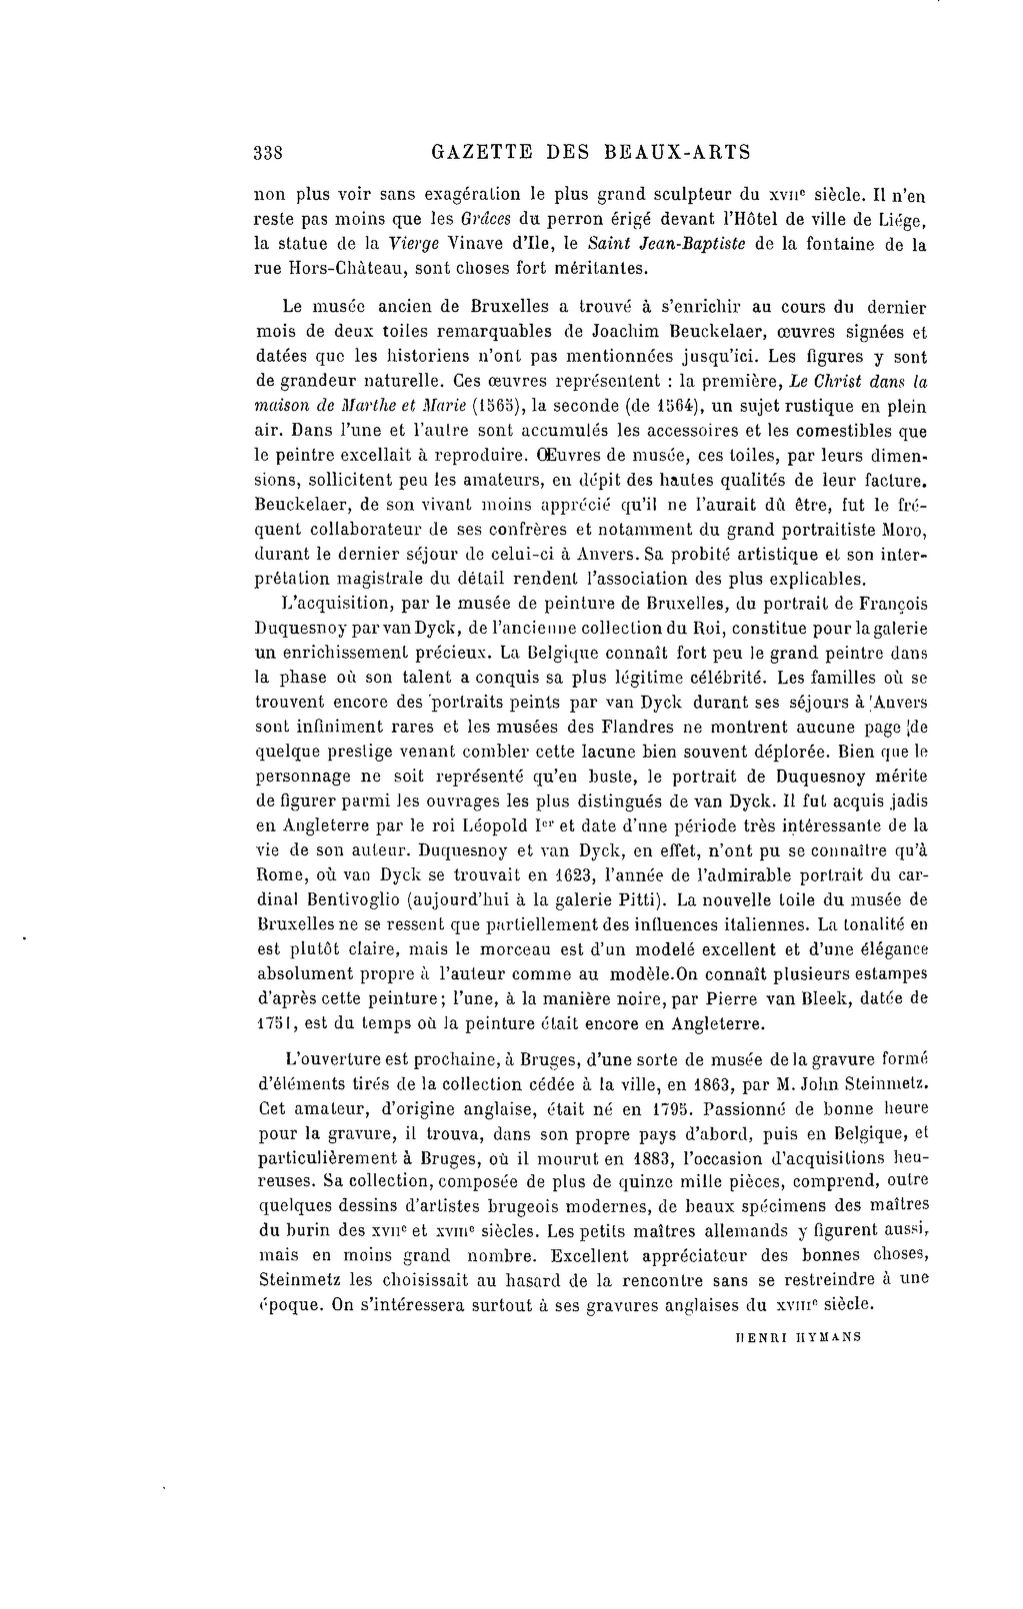 338 GAZETTE DES BEAUX-ARTS
non plus voir sans exagération le plus grand sculpteur du XVIIe siècle. Il n'en
reste pas moins que les Grâces du perron érigé devant l'Hôtel de ville de Liége,
la statue de la Vierge Vinave d'Ile, le Saint Jean-Baptiste de la fontaine de la
rue Hors-Château, sont choses fort méritantes.
Le musée ancien de Bruxelles a trouvé à s'enrichir au cours du dernier
mois de deux toiles remarquables de Joachim Beuckelaer, œuvres signées et
datées que les historiens n'ont pas mentionnées jusqu'ici. Les figures y sont
de grandeur naturelle. Ces œuvres représentent : la première, Le Christ dans la
maison de Marthe et Marie (1565), la seconde (de 1564), un sujet rustique en plein
air. Dans l'une et l'autre sont accumulés les accessoires et les comestibles que
le peintre excellait à reproduire. Œuvres de musée, ces toiles, par leurs dimen-
sions, sollicitent peu les amateurs, en dépit des hautes qualités de leur facture.
Beuckelaer, de son vivant moins apprécié qu'il ne l'aurait dû être, fut le fré-
quent collaborateur de ses confrères et notamment du grand portraitiste Moro,
durant le dernier séjour de celui-ci à Anvers. Sa probité artistique et son inter-
prétation magistrale du détail rendent l'association des plus explicables.
L'acquisition, par le musée de peinture de Bruxelles, du portrait de François
Duquesnoy par van Dyck, de l'ancienne collection du Roi, constitue pour la galerie
un enrichissement précieux. La Belgique connaît fort peu le grand peintre dans
la phase où son talent a conquis sa plus légitime célébrité. Les familles où se
trouvent encore des portraits peints par van Dyck durant ses séjours à Anvers
sont infiniment rares et les musées des Flandres ne montrent aucune page de
quelque prestige venant combler cette lacune bien souvent déplorée. Bien que le
personnage ne soit représenté qu'en buste, le portrait de Duquesnoy mérite
de figurer parmi les ouvrages les plus distingués de van Dyck. Il fut acquis jadis
en Angleterre par le roi Léopold Ier et date d'une période très intéressante de la
vie de son auteur. Duquesnoy et van Dyck, en effet, n'ont pu se connaître qu'à
Rome, où van Dyck se trouvait en 1623, l'année de l'admirable portrait du car-
dinal Bentivoglio (aujourd'hui à la galerie Pitti). La nouvelle toile du musée de
Bruxelles ne se ressent que partiellement des influences italiennes. La tonalité en
est plutôt claire, mais le morceau est d'un modelé excellent et d'une élégance
absolument propre à l'auteur comme au modèle. On connaît plusieurs estampes
d'après cette peinture; l'une, à la manière noire, par Pierre van Bleek, datée de
1751, est du temps où la peinture était encore en Angleterre.
L'ouverture est prochaine, à Bruges, d'une sorte de musée de la gravure formé
d'éléments tirés de la collection cédée à la ville, en 1863, par M. John Steinmetz.
Cet amateur, d'origine anglaise, était né en 1795. Passionné de bonne heure
pour la gravure, il trouva, dans son propre pays d'abord, puis en Belgique, et
particulièrement à Bruges, où il mourut en 1883, l'occasion d'acquisitions heu-
reuses. Sa collection, composée de plus de quinze mille pièces, comprend, outre
quelques dessins d'artistes brugeois modernes, de beaux spécimens des maîtres
du burin des XVIIe et XVIIIe siècles. Les petits maîtres allemands y figurent aussi,
mais en moins grand nombre. Excellent appréciateur des bonnes choses,
Steinmetz les choisissait au hasard de la rencontre sans se restreindre à une
époque. On s'intéressera surtout à ses gravures anglaises du XVIIIe siècle.
HENRI HYMANS